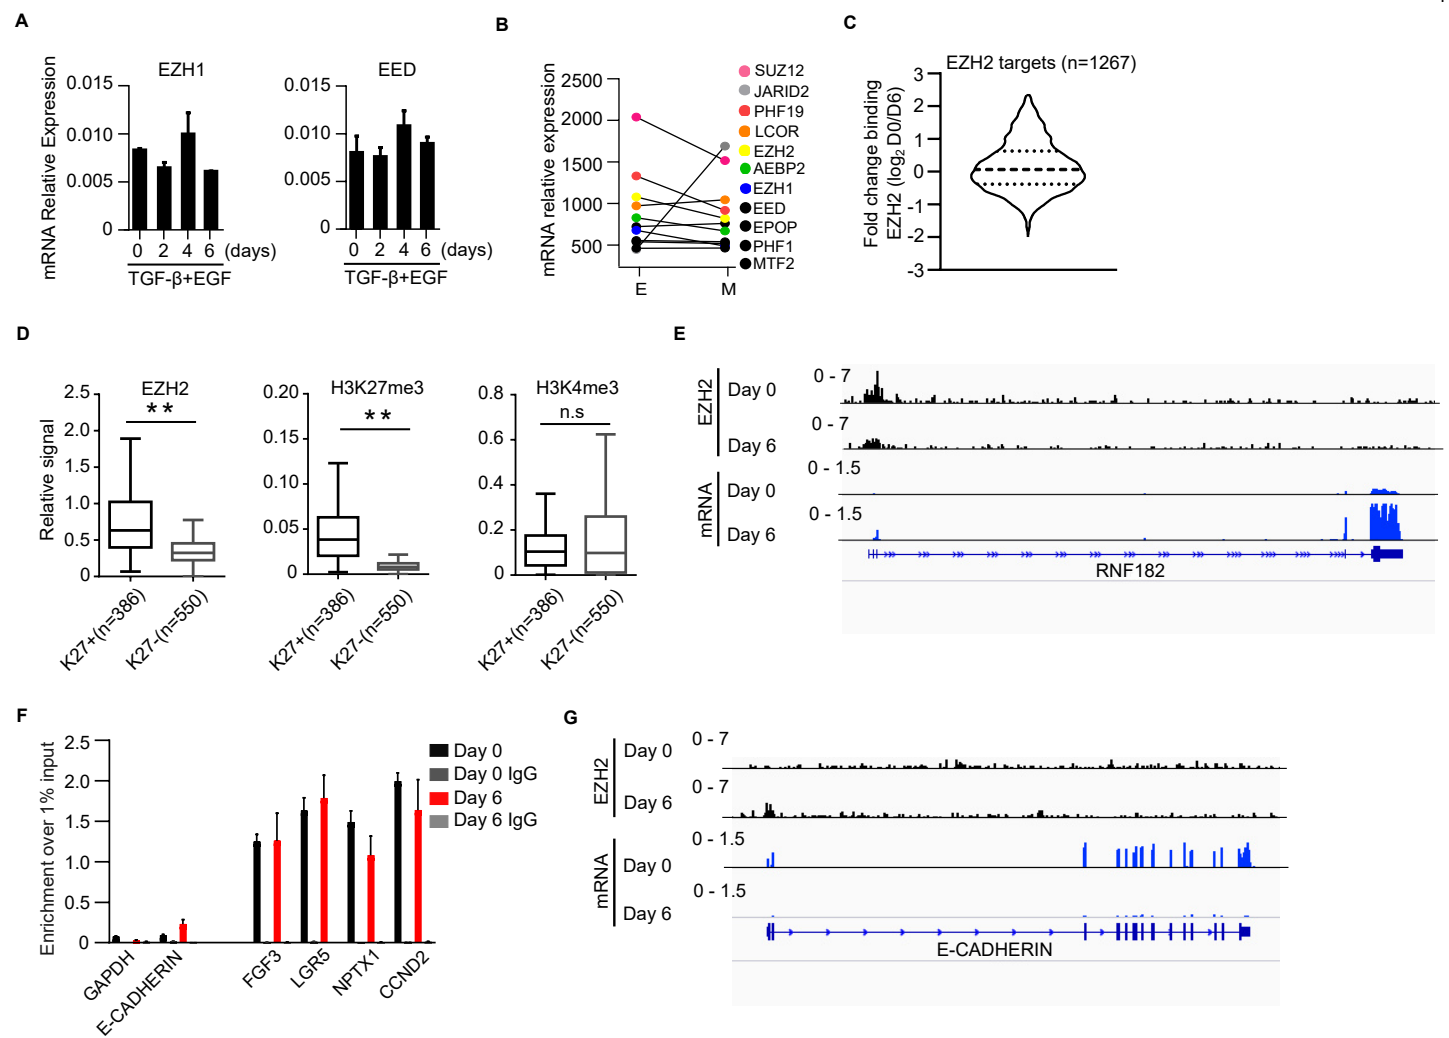 A
EZH1
mRNA Relative Expression
0.015
0.010
0.005
0
0 2 4 6 (days)
TGF-β+EGF
EED
0.015
0.010
0.005
0
0 2 4 6 (days)
TGF-β+EGF
B
mRNA relative expression
2500
2000
1500
1000
500
E M
SUZ12
JARID2
PHF19
LCOR
EZH2
AEBP2
EZH1
EED
EPOP
PHF1
MTF2
C
EZH2 targets (n=1267)
Fold change binding
EZH2 (log2 D0/D6)
3
2
1
0
-1
-2
-3
D
Relative signal
EZH2
**
2.5
2.0
1.5
1.0
0.5
0
K27+(n=386)
K27-(n=550)
H3K27me3
**
0.20
0.15
0.10
0.05
0
K27+(n=386)
K27-(n=550)
H3K4me3
n.s
0.8
0.6
0.4
0.2
0
K27+(n=386)
K27-(n=550)
E
EZH2
Day 0
0 - 7
Day 6
0 - 7
mRNA
Day 0
0 - 1.5
Day 6
0 - 1.5
RNF182
F
Enrichment over 1% input
2.5
2.0
1.5
1.0
0.5
0
Day 0
Day 0 IgG
Day 6
Day 6 IgG
GAPDH
E-CADHERIN
FGF3
LGR5
NPTX1
CCND2
G
EZH2
Day 0
0 - 7
Day 6
0 - 7
mRNA
Day 0
0 - 1.5
Day 6
0 - 1.5
E-CADHERIN